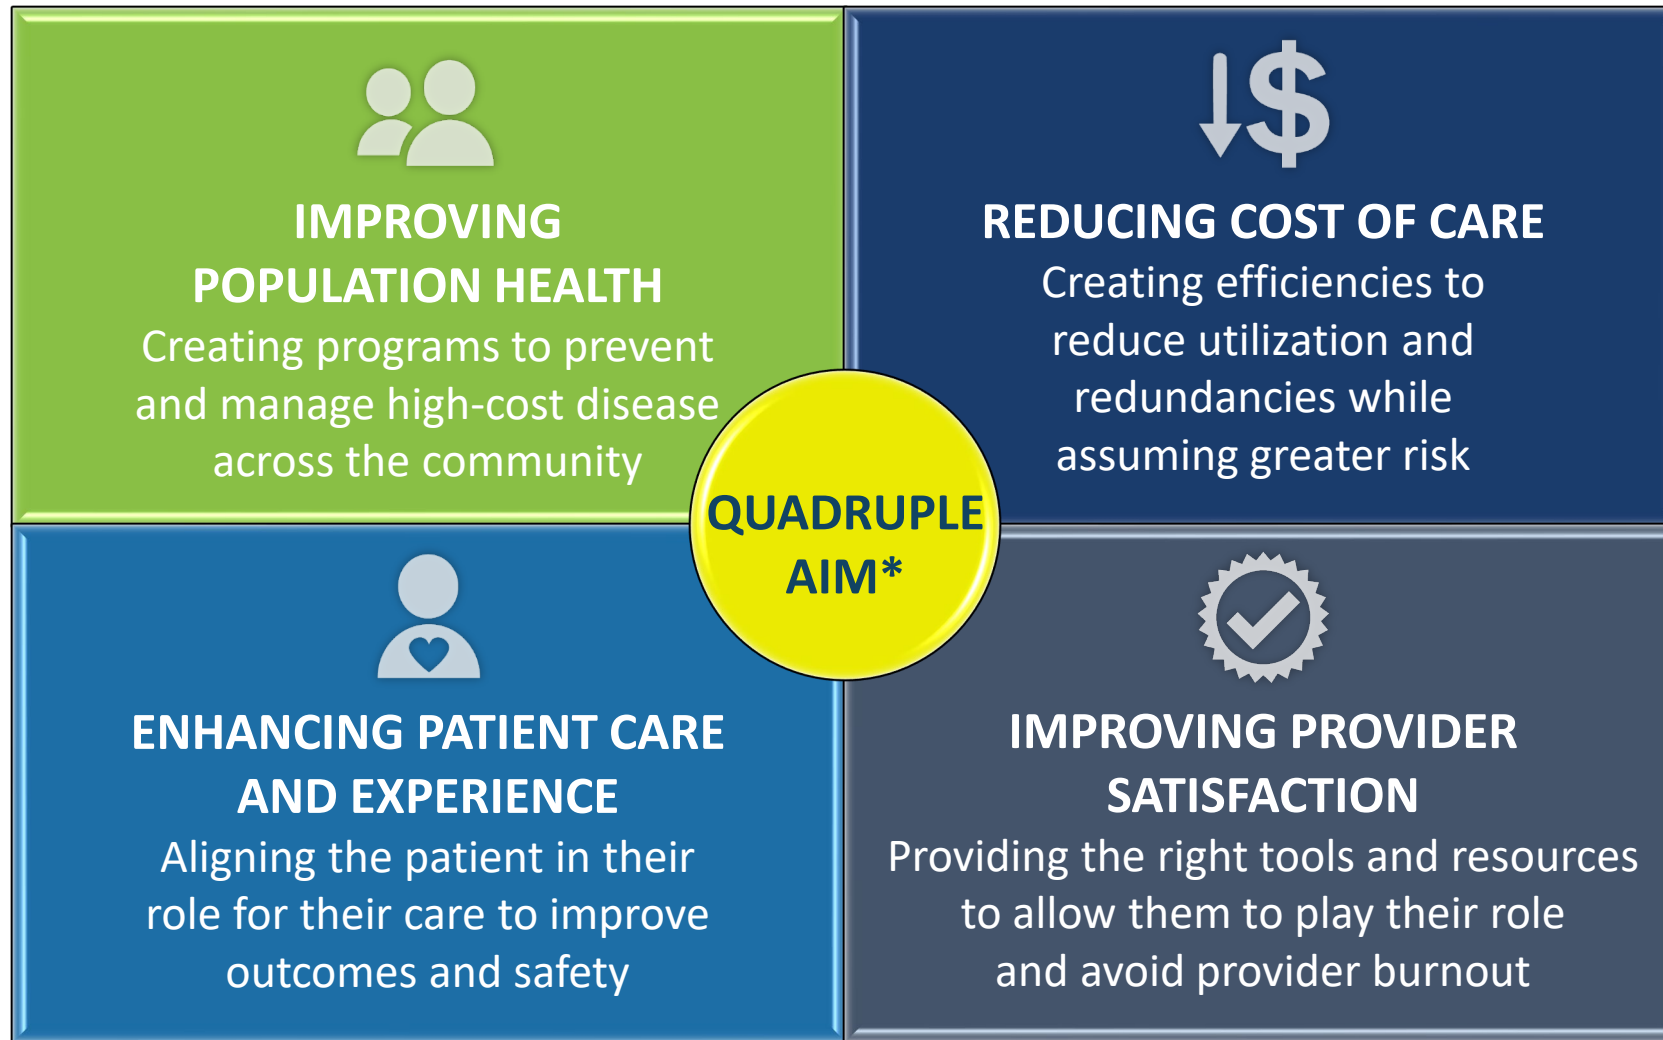 IMPROVING
POPULATION HEALTH
Creating programs to prevent
and manage high-cost disease
across the community
REDUCING COST OF CARE
Creating efficiencies to
reduce utilization and
redundancies while
assuming greater risk
QUADRUPLE
AIM*
ENHANCING PATIENT CARE
AND EXPERIENCE
Aligning the patient in their
role for their care to improve
outcomes and safety
IMPROVING PROVIDER
SATISFACTION
Providing the right tools and resources
to allow them to play their role
and avoid provider burnout